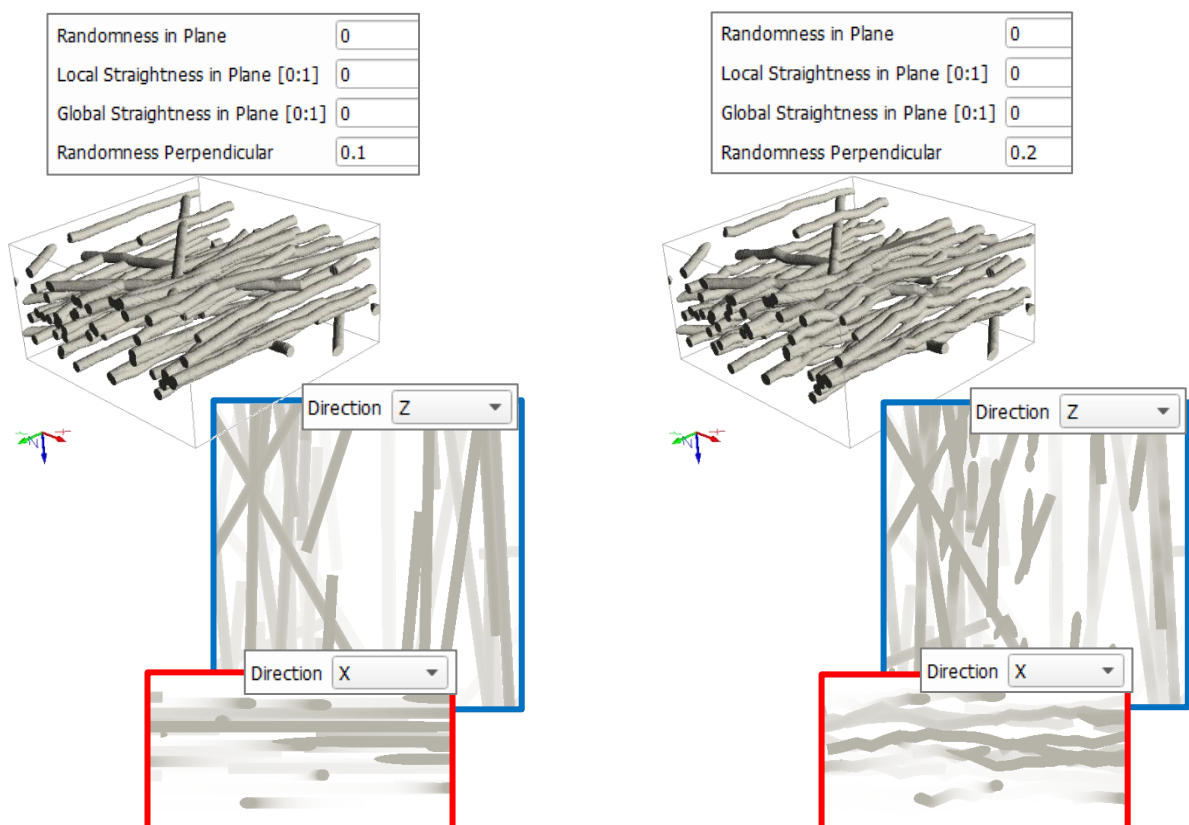 Randomness in Plane 0
Local Straightness in Plane [0:1] 0
Global Straightness in Plane [0:1] 0
Randomness Perpendicular 0.1
Direction Z
Direction X
Randomness in Plane 0
Local Straightness in Plane [0:1] 0
Global Straightness in Plane [0:1] 0
Randomness Perpendicular 0.2
Direction Z
Direction X